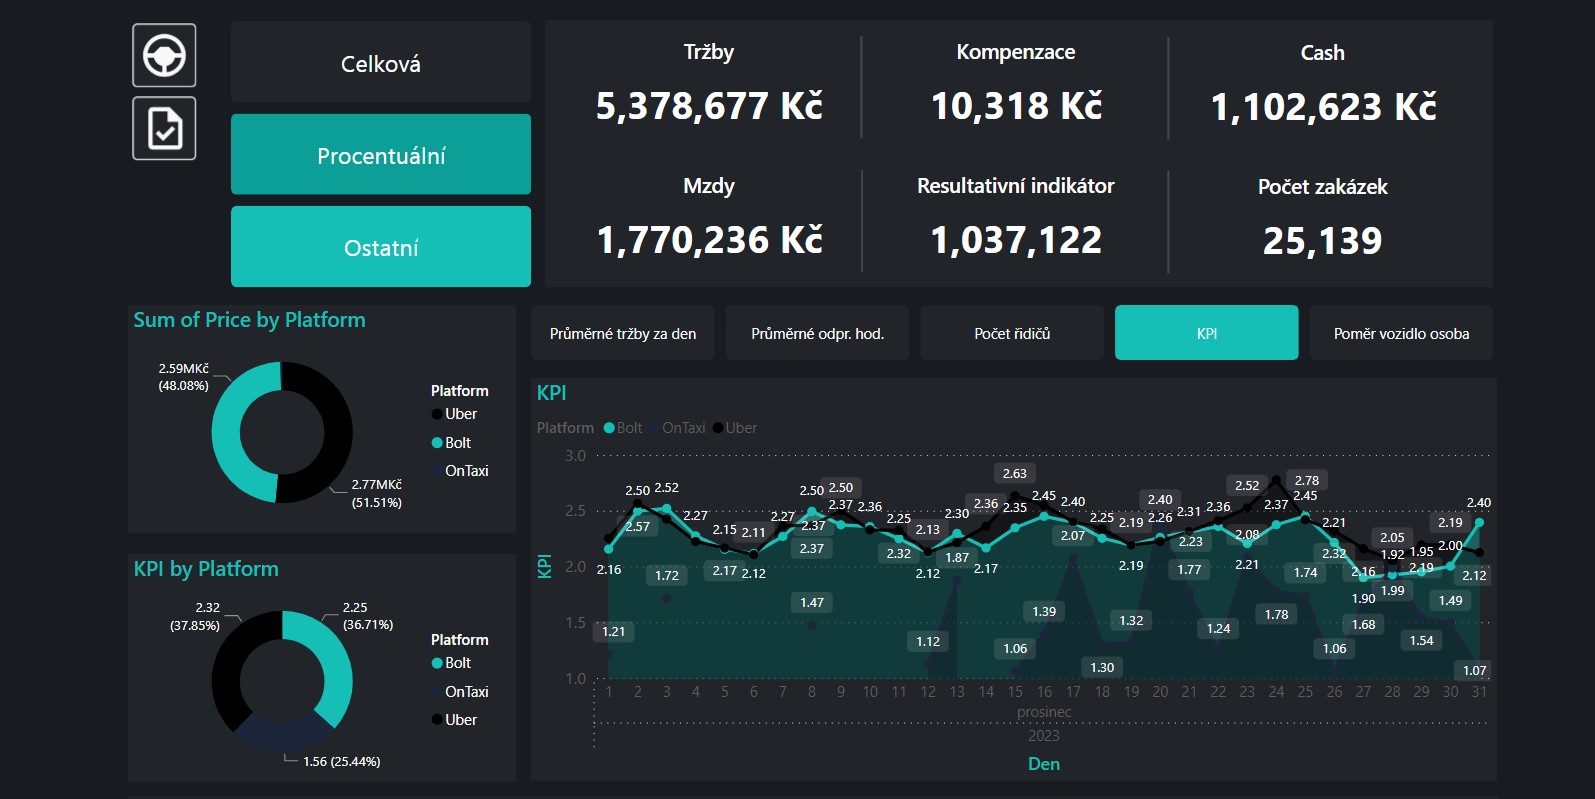 Celková
Procentuální
Ostatní
Tržby
5,378,677 Kč
Kompenzace
10,318 Kč
Cash
1,102,623 Kč
Mzdy
1,770,236 Kč
Resultativní indikátor
1,037,122
Počet zakázek
25,139
Sum of Price by Platform
2.59MKč
(48.08%)
2.77MKč
(51.51%)
Platform
Uber
Bolt
OnTaxi
KPI by Platform
2.32
(37.85%)
2.25
(36.71%)
1.56 (25.44%)
Platform
Bolt
OnTaxi
Uber
Průměrné tržby za den
Průměrné odpr. hod.
Počet řidičů
KPI
Poměr vozidlo osoba
KPI
Platform Bolt OnTaxi Uber
KPI
3.0
2.5
2.0
1.5
1.0
2.63
2.78
2.50 2.52 2.50 2.50 2.45 2.40 2.40 2.52 2.45 2.40
2.57 2.27 2.27 2.37 2.37 2.36 2.30 2.36 2.35 2.26 2.31 2.36 2.37
2.15 2.11 2.25 2.13 2.25 2.19 2.08 2.21 2.19
2.37 2.32 1.87 2.07 2.23 2.32 2.05 2.00
2.16 2.17 2.12 2.12 2.17 2.19 2.21 2.16 1.92 1.95
1.72 1.77 1.74 1.99 2.19 2.12
1.47 1.39 1.78 1.90 1.49
1.21 1.12 1.32 1.24 1.68 1.54
1.06 1.30 1.06 1.07
1 2 3 4 5 6 7 8 9 10 11 12 13 14 15 16 17 18 19 20 21 22 23 24 25 26 27 28 29 30 31
prosinec
2023
Den